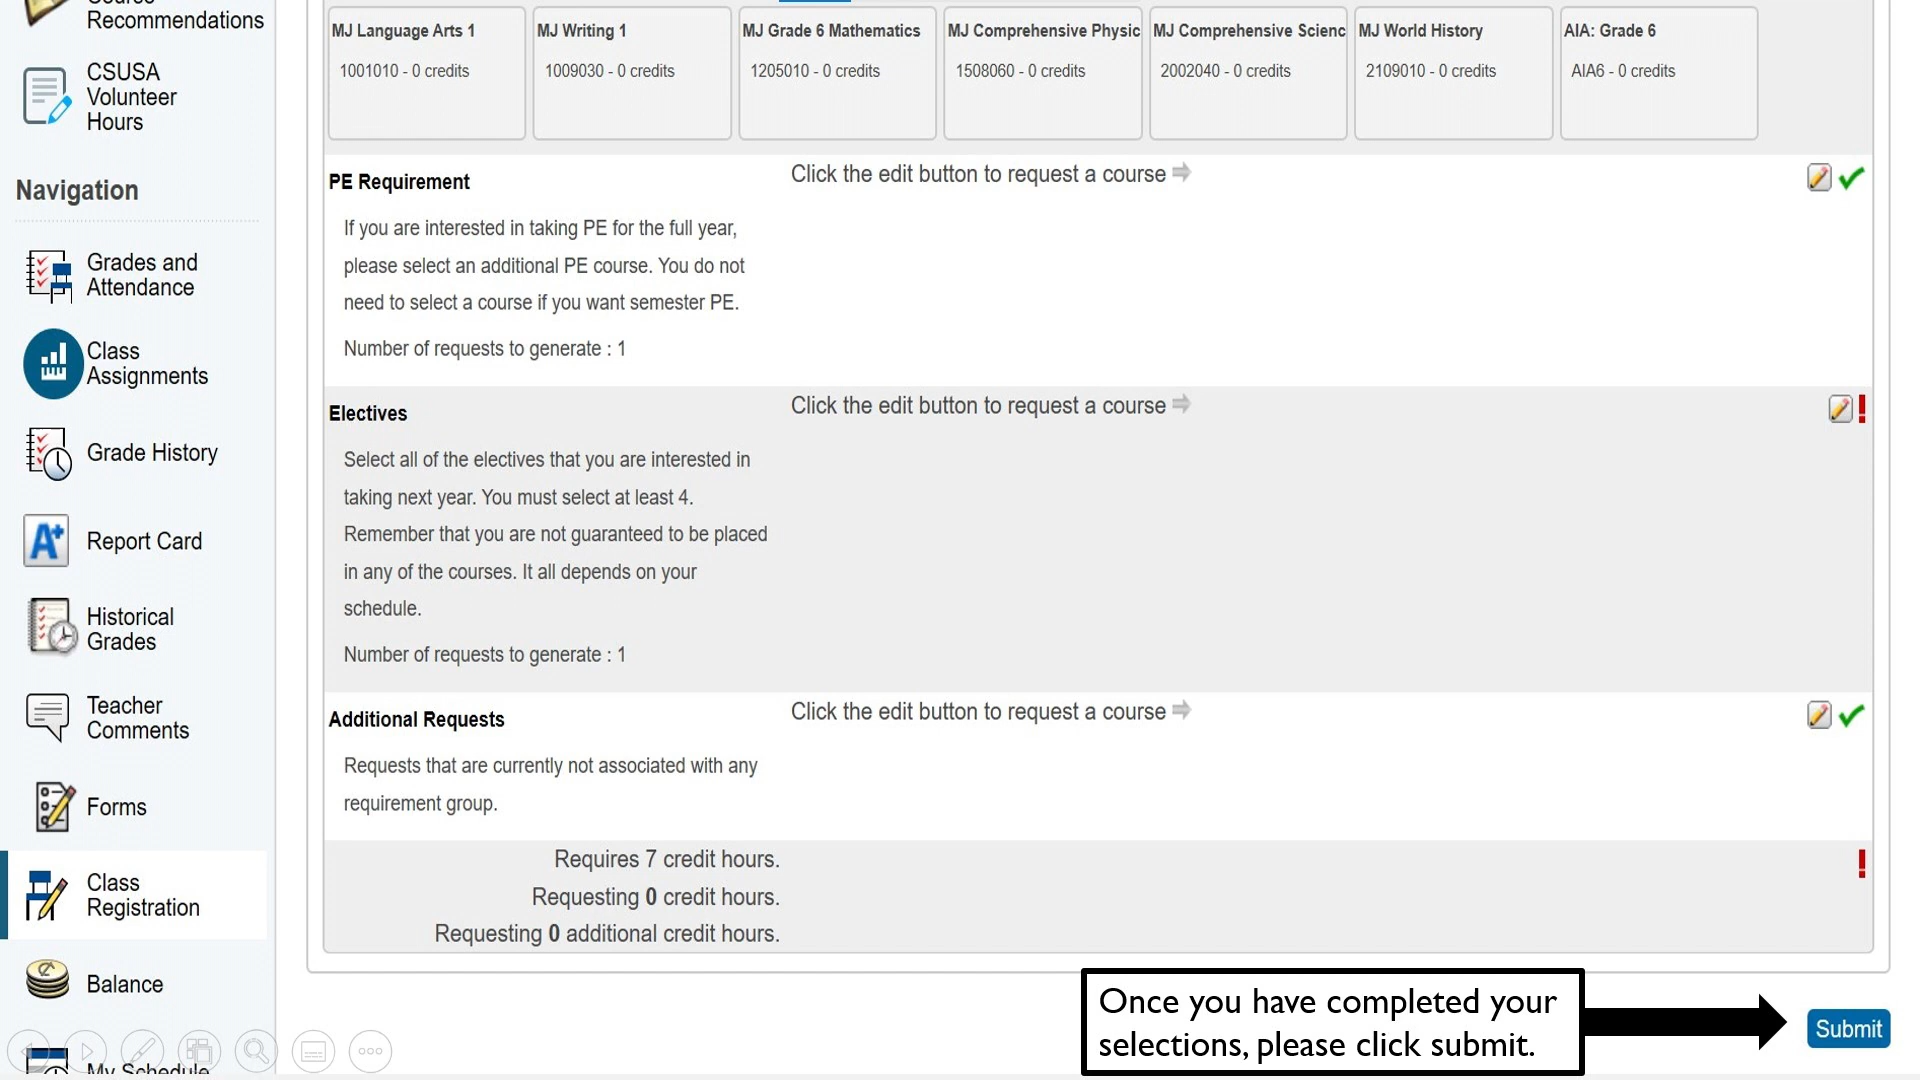 Recommendations
CSUSA
Volunteer
Hours
Navigation
Grades and
Attendance
Class
Assignments
Grade History
Report Card
Historical
Grades
Teacher
Comments
Forms
Class
Registration
Balance
My Schedule
MJ Language Arts 1
1001010 - 0 credits
MJ Writing 1
1009030 - 0 credits
MJ Grade 6 Mathematics
1205010 - 0 credits
MJ Comprehensive Physic
1508060 - 0 credits
MJ Comprehensive Scienc
2002040 - 0 credits
MJ World History
2109010 - 0 credits
AIA: Grade 6
AIA6 - 0 credits
PE Requirement
If you are interested in taking PE for the full year,
please select an additional PE course. You do not
need to select a course if you want semester PE.
Number of requests to generate : 1
Click the edit button to request a course
Electives
Select all of the electives that you are interested in
taking next year. You must select at least 4.
Remember that you are not guaranteed to be placed
in any of the courses. It all depends on your
schedule.
Number of requests to generate : 1
Click the edit button to request a course
Additional Requests
Requests that are currently not associated with any
requirement group.
Click the edit button to request a course
Requires 7 credit hours.
Requesting 0 credit hours.
Requesting 0 additional credit hours.
Once you have completed your
selections, please click submit.
Submit